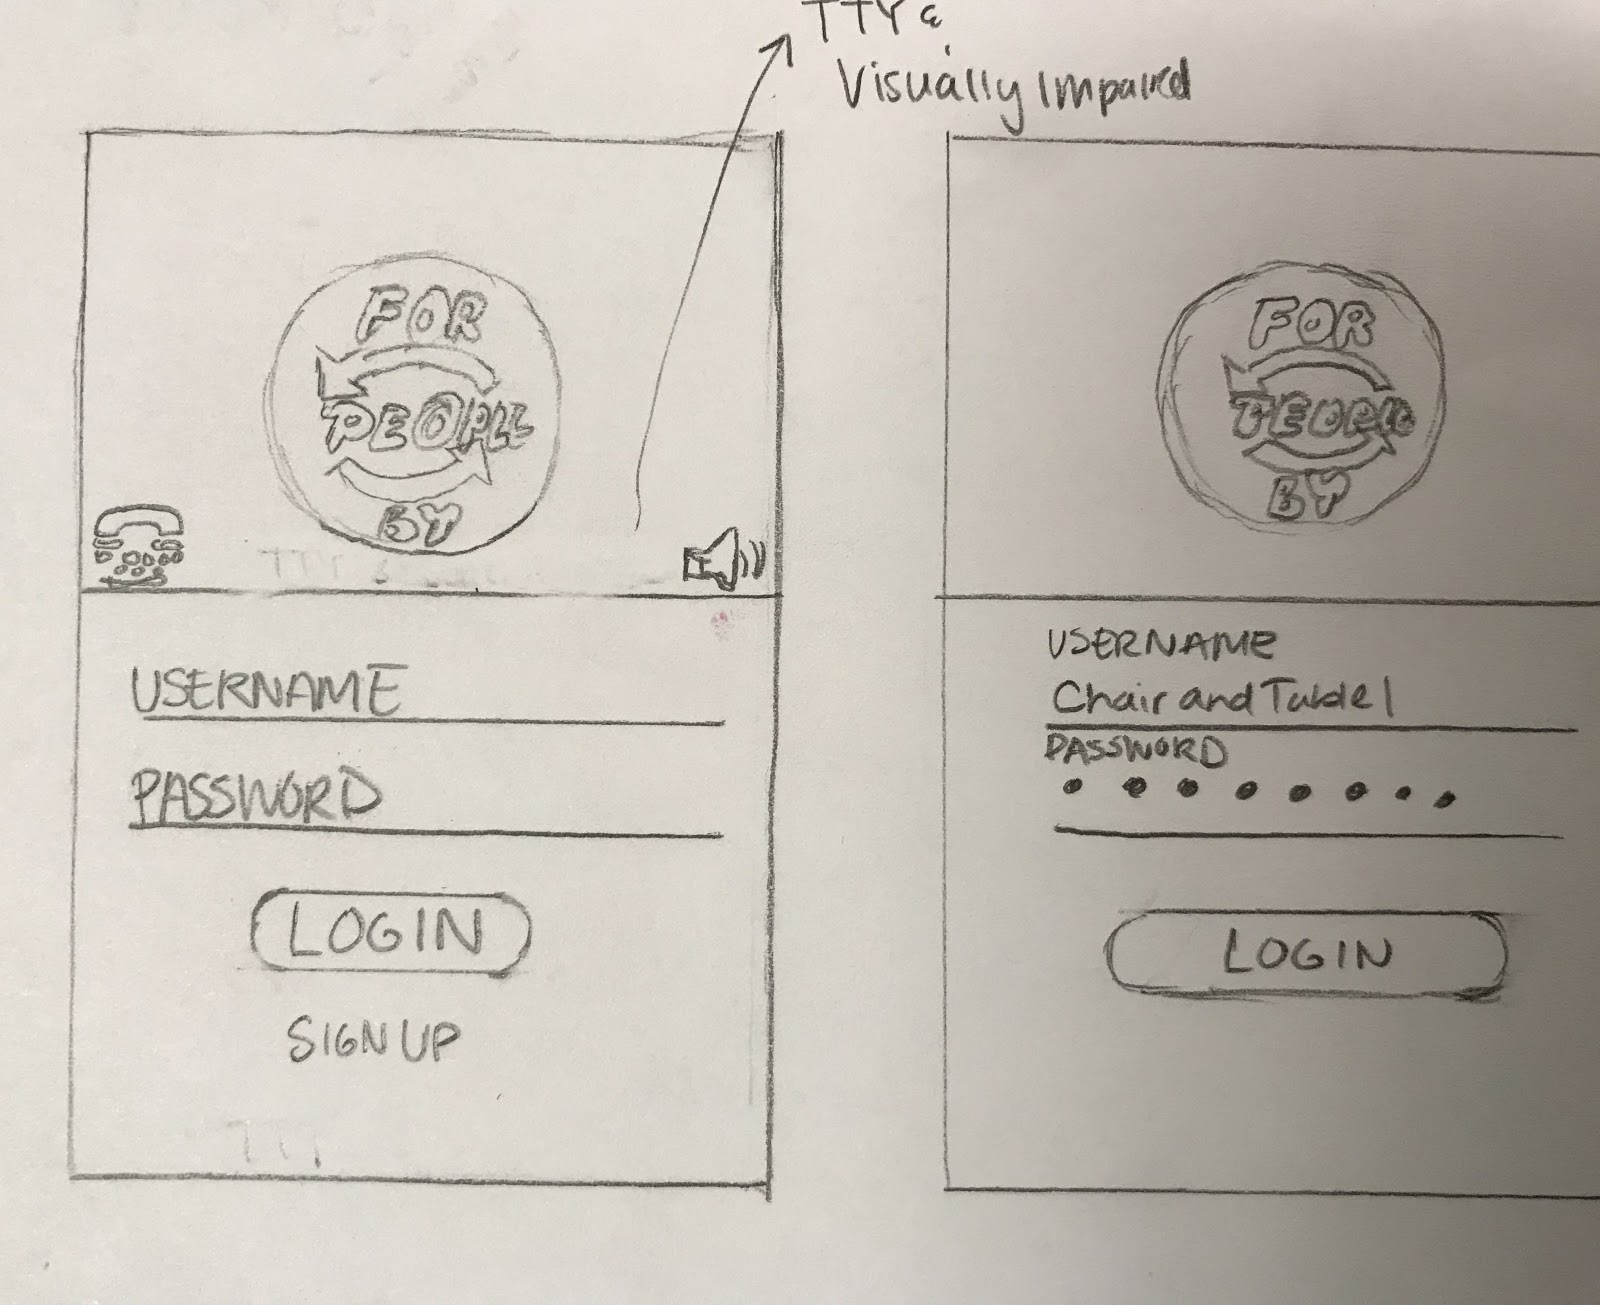 TTY &
Visually Impaired
FOR
PEOPLE
BY
USERNAME
PASSWORD
LOGIN
SIGN UP
FOR
PEOPLE
BY
USERNAME
Chair and Table1
PASSWORD
LOGIN